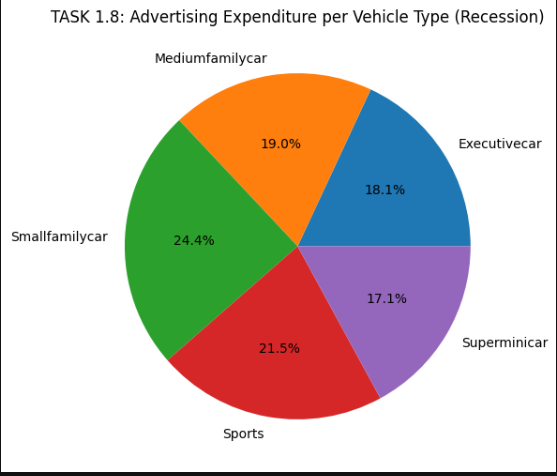 TASK 1.8: Advertising Expenditure per Vehicle Type (Recession)
Mediumfamilycar
Executivecar
19.0%
18.1%
Smallfamilycar
24.4%
17.1%
21.5%
Superminicar
Sports